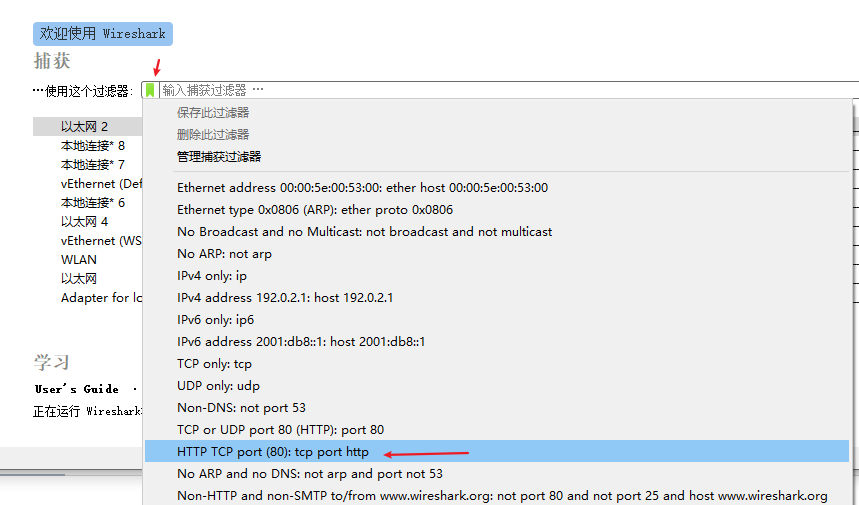 欢迎使用 Wireshark
捕获
…使用这个过滤器: 输入捕获过滤器 …
保存此过滤器
删除此过滤器
管理捕获过滤器
以太网 2
本地连接* 8
本地连接* 7
vEthernet (Def
本地连接* 6
以太网 4
vEthernet (WS
WLAN
以太网
Adapter for lo
Ethernet address 00:00:5e:00:53:00: ether host 00:00:5e:00:53:00
Ethernet type 0x0806 (ARP): ether proto 0x0806
No Broadcast and no Multicast: not broadcast and not multicast
No ARP: not arp
IPv4 only: ip
IPv4 address 192.0.2.1: host 192.0.2.1
IPv6 only: ip6
IPv6 address 2001:db8::1: host 2001:db8::1
TCP only: tcp
UDP only: udp
Non-DNS: not port 53
TCP or UDP port 80 (HTTP): port 80
HTTP TCP port (80): tcp port http
No ARP and no DNS: not arp and port not 53
Non-HTTP and non-SMTP to/from www.wireshark.org: not port 80 and not port 25 and host www.wireshark.org
学习
User's Guide ·
正在运行 Wireshark